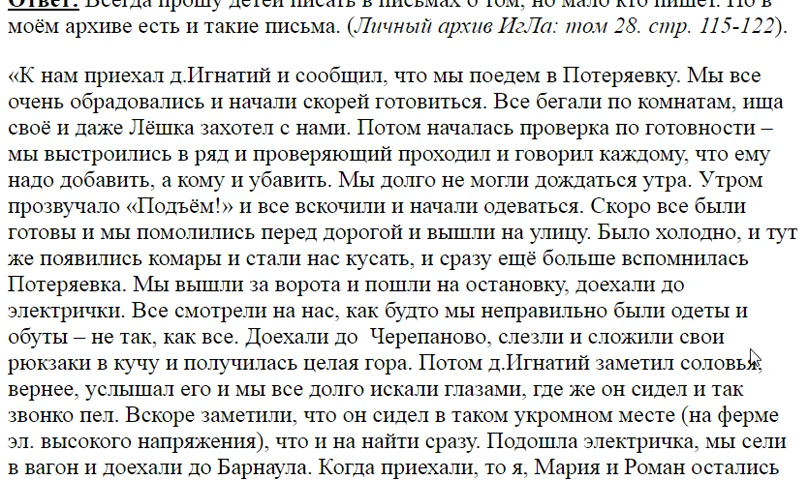 Ответ: Всегда прошу детей писать в письмах о том, но мало кто пишет. Но в
моём архиве есть и такие письма. (Личный архив ИгЛа: том 28. стр. 115-122).
«К нам приехал д.Игнатий и сообщил, что мы поедем в Потеряевку. Мы все
очень обрадовались и начали скорей готовиться. Все бегали по комнатам, ища
своё и даже Лёшка захотел с нами. Потом началась проверка по готовности –
мы выстроились в ряд и проверяющий проходил и говорил каждому, что ему
надо добавить, а кому и убавить. Мы долго не могли дождаться утра. Утром
прозвучало «Подъём!» и все вскочили и начали одеваться. Скоро все были
готовы и мы помолились перед дорогой и вышли на улицу. Было холодно, и тут
же появились комары и стали нас кусать, и сразу ещё больше вспомнилась
Потеряевка. Мы вышли за ворота и пошли на остановку, доехали до
электрички. Все смотрели на нас, как будто мы неправильно были одеты и
обуты – не так, как все. Доехали до Черепаново, слезли и сложили свои
рюкзаки в кучу и получилась целая гора. Потом д.Игнатий заметил соловья,
вернее, услышал его и мы все долго искали глазами, где же он сидел и так
звонко пел. Вскоре заметили, что он сидел в таком укромном месте (на ферме
эл. высокого напряжения), что и на найти сразу. Подошла электричка, мы сели
в вагон и доехали до Барнаула. Когда приехали, то я, Мария и Роман остались